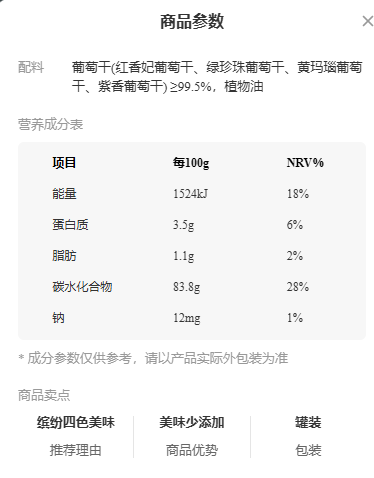 商品参数
配料 葡萄干(红香妃葡萄干、绿珍珠葡萄干、黄玛瑙葡萄
干、紫香葡萄干) ≥99.5%，植物油
营养成分表
项目 每100g NRV%
能量 1524kJ 18%
蛋白质 3.5g 6%
脂肪 1.1g 2%
碳水化合物 83.8g 28%
钠 12mg 1%
* 成分参数仅供参考，请以产品实际外包装为准
商品卖点
缤纷四色美味 美味少添加 罐装
推荐理由 商品优势 包装